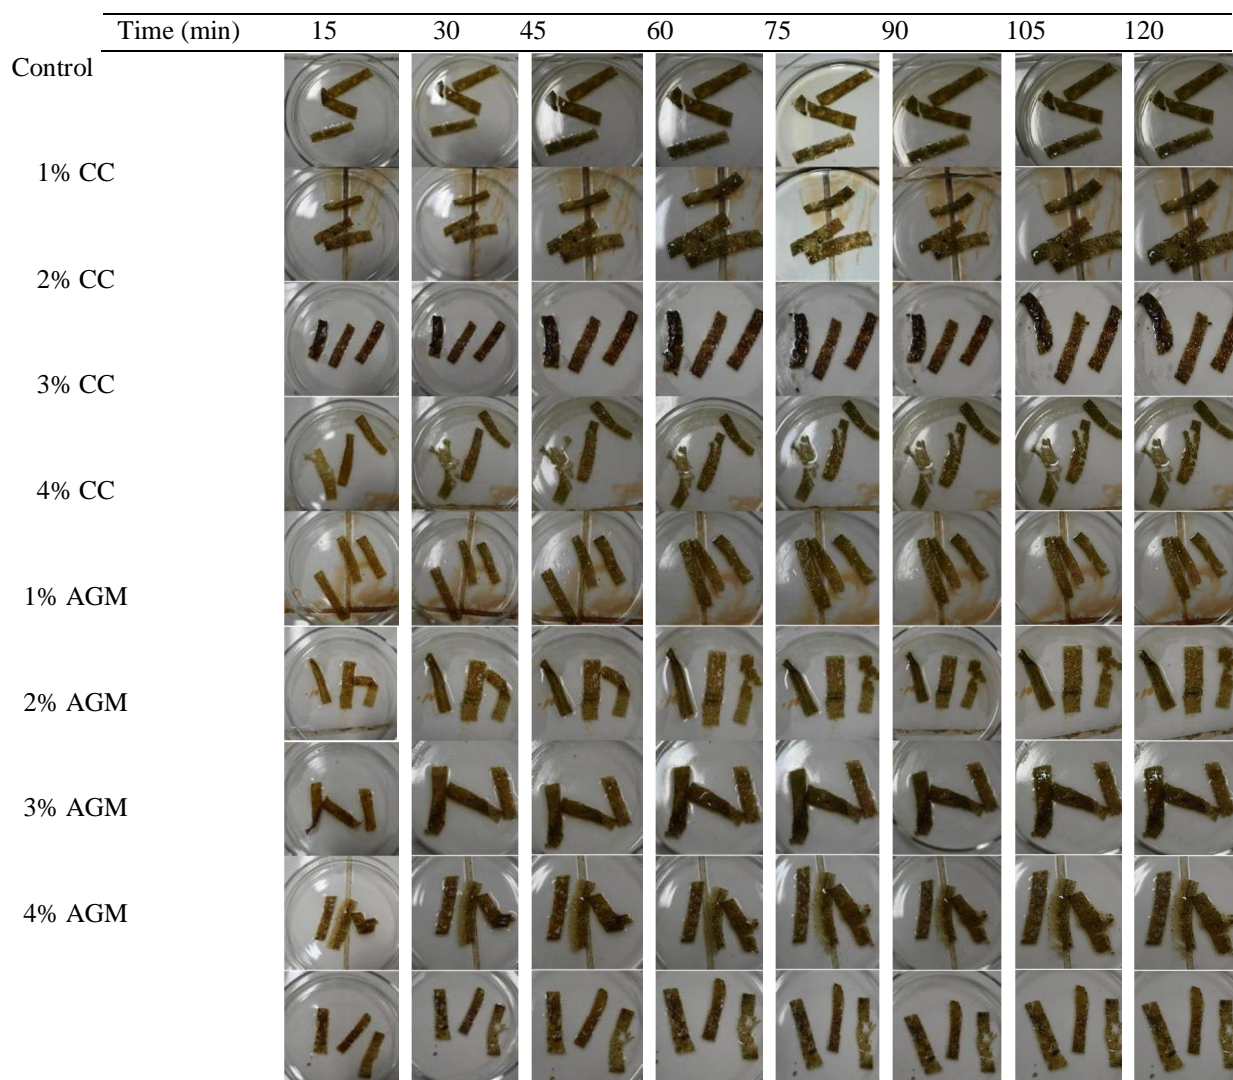 Time (min) 15 30 45 60 75 90 105 120
Control
1% CC
2% CC
3% CC
4% CC
1% AGM
2% AGM
3% AGM
4% AGM